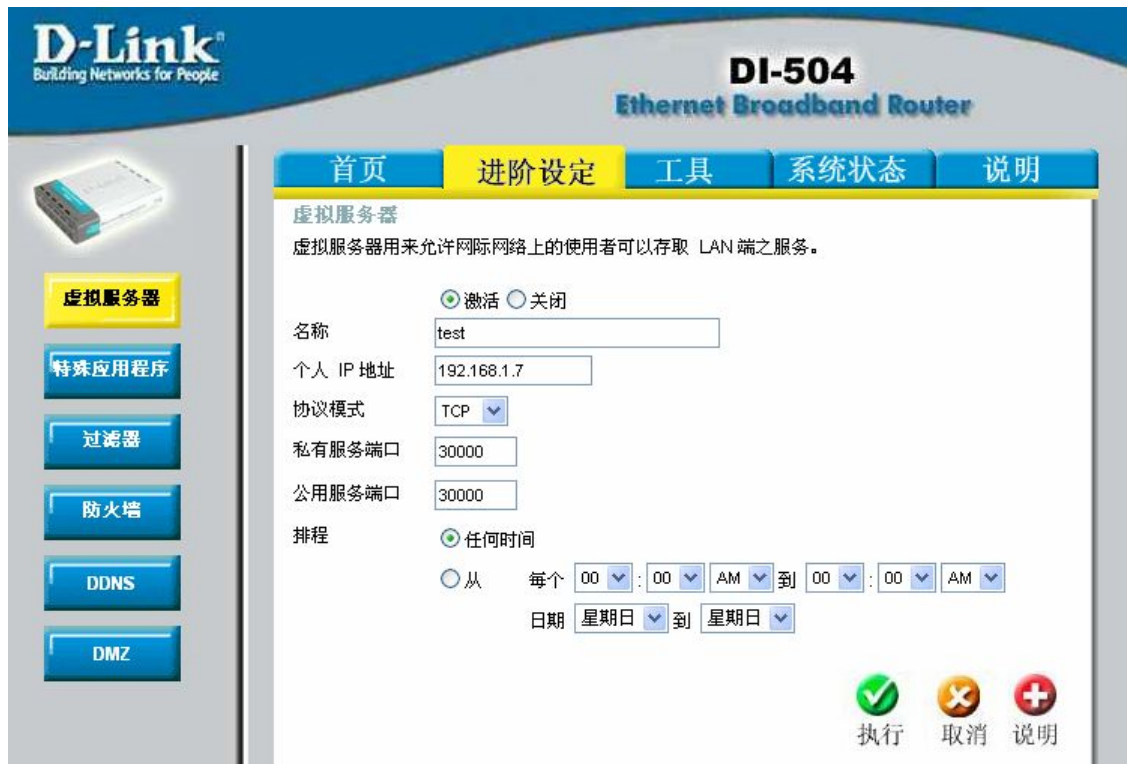 D-Link
Building Networks for People
DI-504
Ethernet Broadband Router
首页 进阶设定 工具 系统状态 说明
虚拟服务器
特殊应用程序
过滤器
防火墙
DDNS
DMZ
虚拟服务器
虚拟服务器用来允许网际网络上的使用者可以存取 LAN 端之服务。
激活 关闭
名称 test
个人 IP 地址 192.168.1.7
协议模式 TCP
私有服务端口 30000
公用服务端口 30000
排程 任何时间
从 每个 00 : 00 AM 到 00 : 00 AM
日期 星期日 到 星期日
执行 取消 说明